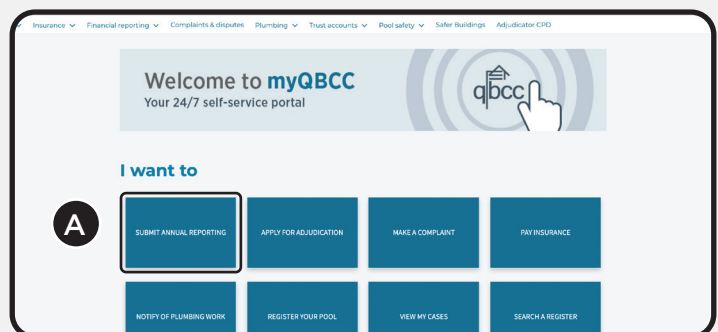 Insurance Financial reporting Complaints & disputes Plumbing Trust accounts Pool safety Safer Buildings Adjudicator CPD
Welcome to myQBCC
Your 24/7 self-service portal
qbcc
I want to
A
SUBMIT ANNUAL REPORTING APPLY FOR ADJUDICATION MAKE A COMPLAINT PAY INSURANCE
NOTIFY OF PLUMBING WORK REGISTER YOUR POOL VIEW MY CASES SEARCH A REGISTER